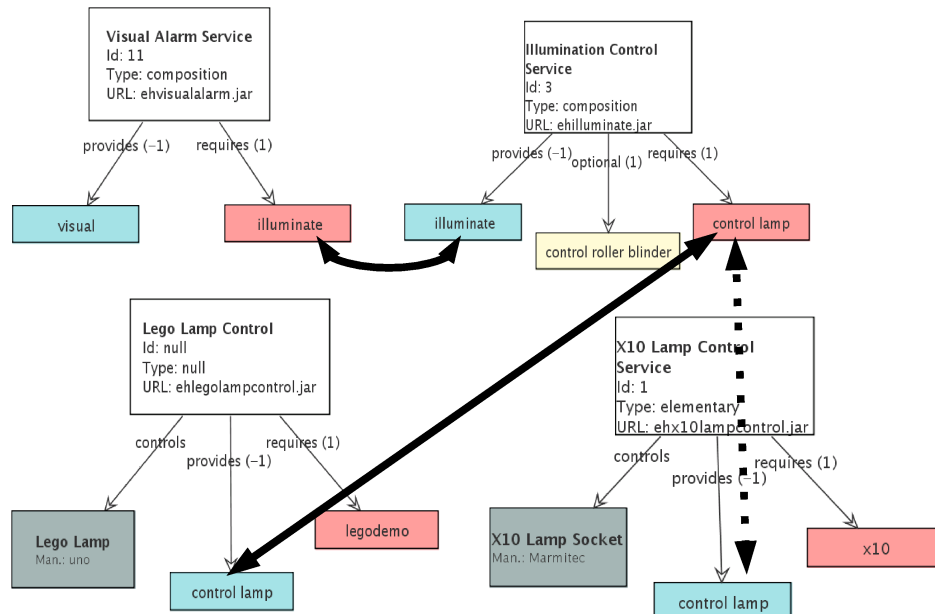 Visual Alarm Service
Id: 11
Type: composition
URL: ehvisualalarm.jar
provides (−1)
requires (1)
visual
illuminate
Illumination Control
Service
Id: 3
Type: composition
URL: ehilluminate.jar
provides (−1)
optional (1)
requires (1)
illuminate
control roller blinder
control lamp
Lego Lamp Control
Id: null
Type: null
URL: ehlegolampcontrol.jar
controls
provides (−1)
requires (1)
Lego Lamp
Man.: uno
control lamp
legodemo
X10 Lamp Control
Service
Id: 1
Type: elementary
URL: ehx10lampcontrol.jar
controls
provides (−1)
requires (1)
X10 Lamp Socket
Man.: Marmitec
control lamp
x10